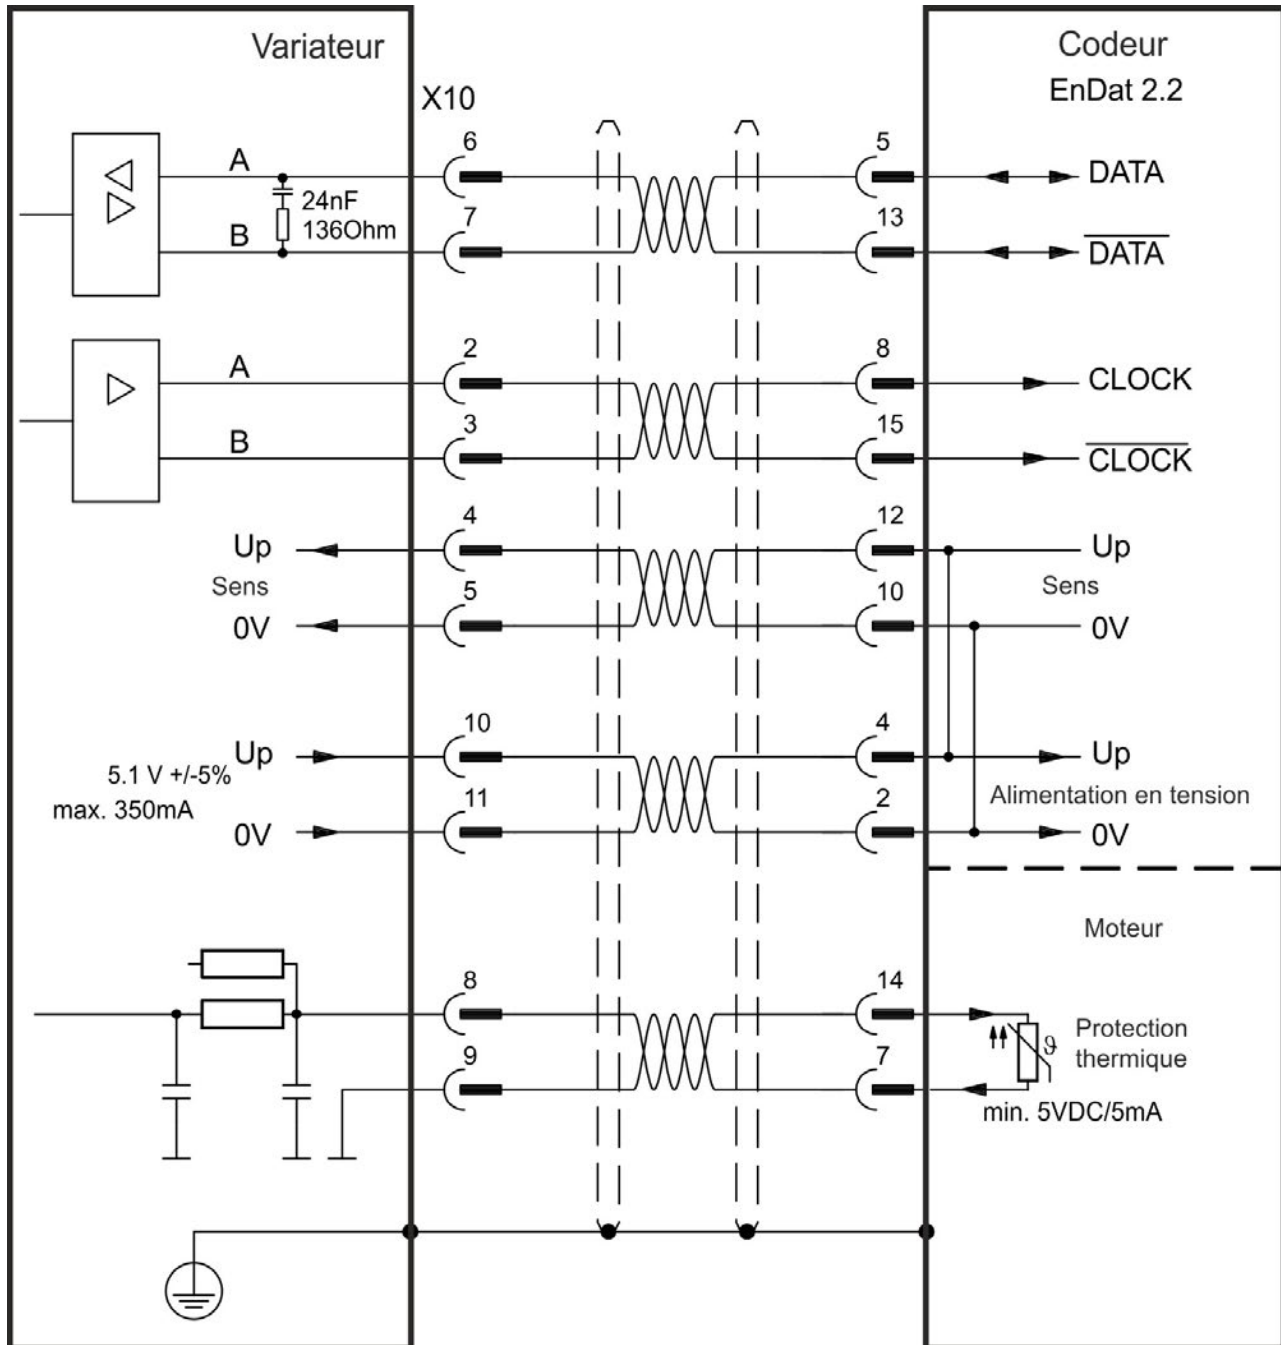 Variateur
Codeur
EnDat 2.2
X10
6
5
A
DATA
24nF
136Ohm
7
13
B
DATA
2
8
A
CLOCK
3
15
B
CLOCK
4
12
Up
Up
Sens
Sens
5
10
0V
0V
10
4
Up
Up
5.1 V +/-5%
max. 350mA
Alimentation en tension
11
2
0V
0V
Moteur
8
14
Protection
thermique
ϑ
9
7
min. 5VDC/5mA